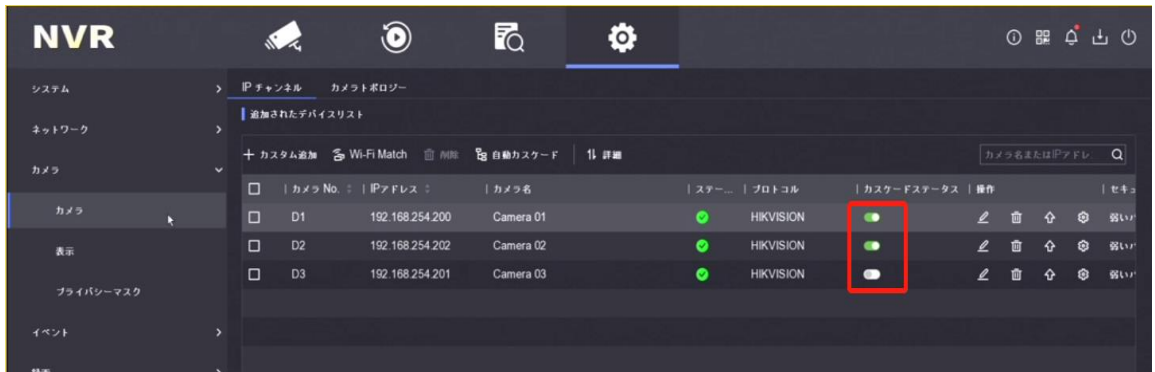 NVR
システム
ネットワーク
カメラ
カメラ
表示
プライバシーマスク
イベント
IP チャンネル カメラトポロジー
追加されたデバイスリスト
+ カスタム追加 Wi-Fi Match 削除 自動カスケード 詳細
カメラ名またはIPアドレ
カメラ No. | IPアドレス | カメラ名 | ステー... | プロトコル | カスケードステータス | 操作 | セキュ
D1 192.168.254.200 Camera 01 HIKVISION 弱いパ
D2 192.168.254.202 Camera 02 HIKVISION 弱いパ
D3 192.168.254.201 Camera 03 HIKVISION 弱いパ